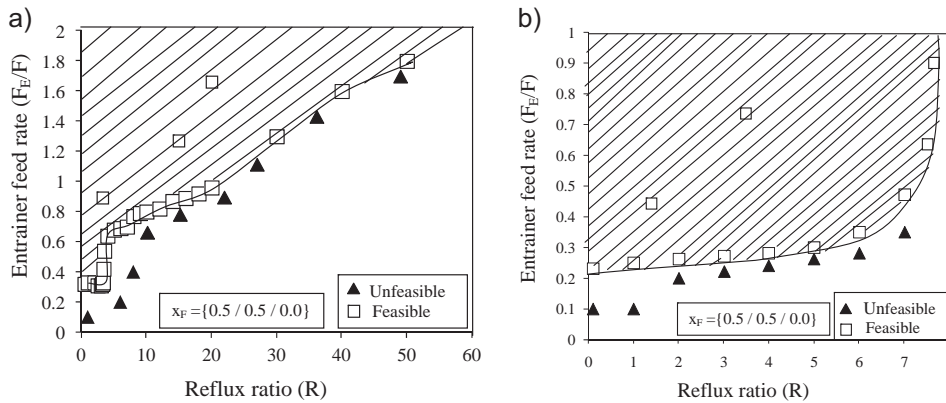 a)
Entrainer feed rate (F_E/F)
2
1.8
1.6
1.4
1.2
1
0.8
0.6
0.4
0.2
0
0 10 20 30 40 50 60
Reflux ratio (R)
x_F ={0.5 / 0.5 / 0.0}
▲ Unfeasible
□ Feasible
b)
Entrainer feed rate (F_E/F)
1
0.9
0.8
0.7
0.6
0.5
0.4
0.3
0.2
0.1
0
0 1 2 3 4 5 6 7
Reflux ratio (R)
x_F ={0.5 / 0.5 / 0.0}
▲ Unfeasible
□ Feasible